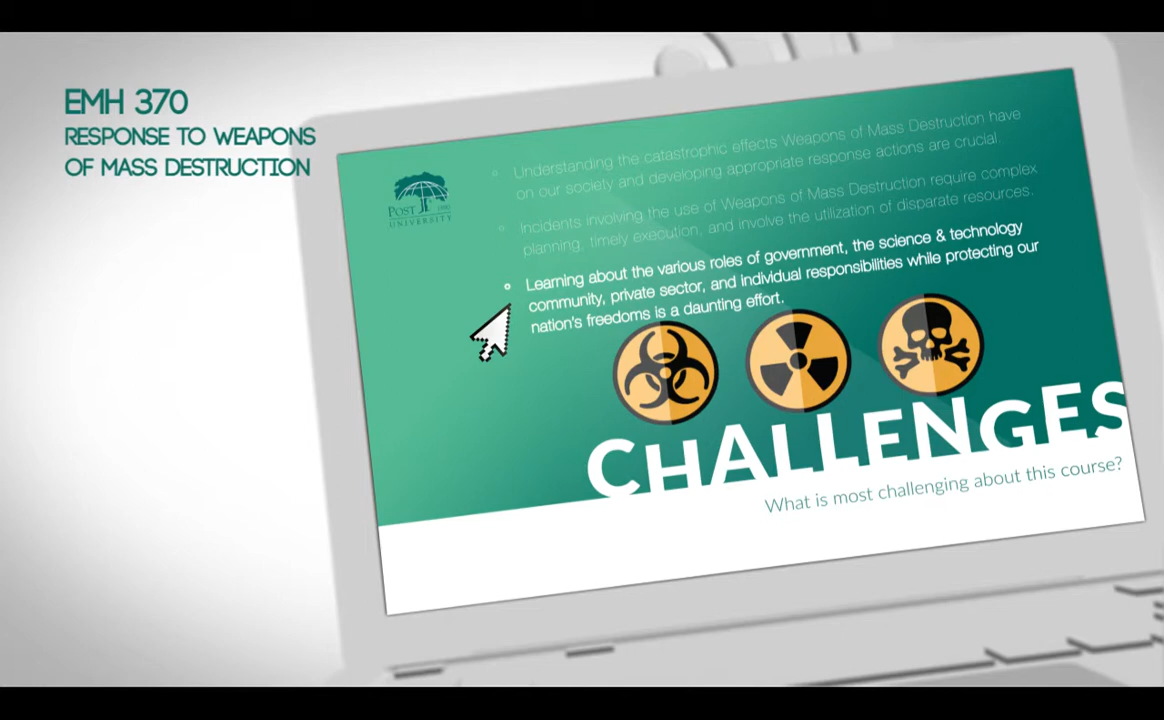 EMH 370
RESPONSE TO WEAPONS
OF MASS DESTRUCTION
POST
1890
UNIVERSITY
Understanding the catastrophic effects Weapons of Mass Destruction have
on our society and developing appropriate response actions are crucial.
Incidents involving the use of Weapons of Mass Destruction require complex
planning, timely execution, and involve the utilization of disparate resources.
Learning about the various roles of government, the science & technology
community, private sector, and individual responsibilities while protecting our
nation's freedoms is a daunting effort.
CHALLENGES
What is most challenging about this course?